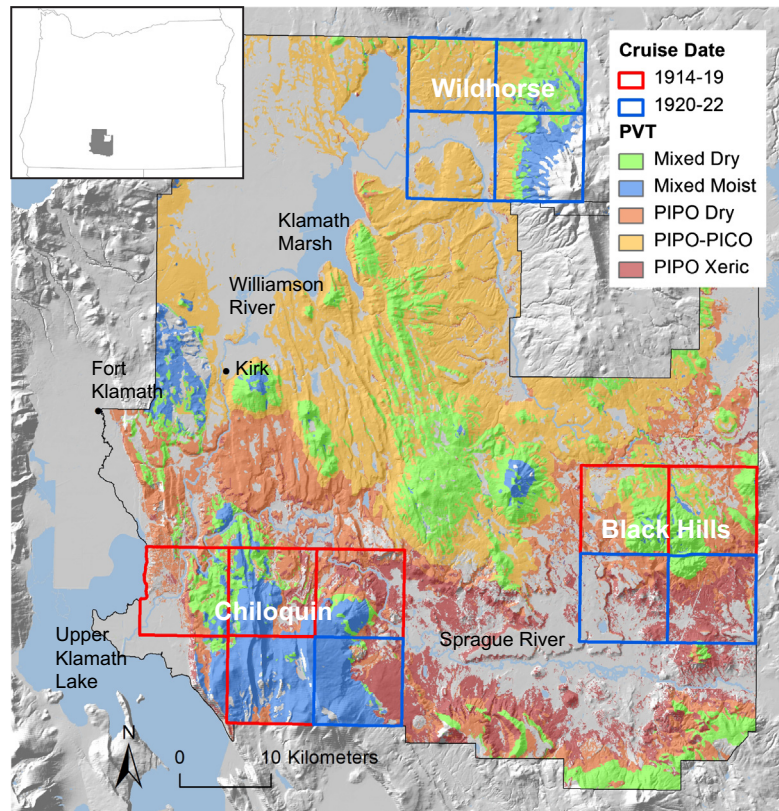 Cruise Date
1914-19
1920-22
PVT
Mixed Dry
Mixed Moist
PIPO Dry
PIPO-PICO
PIPO Xeric
Wildhorse
Klamath
Marsh
Williamson
River
Kirk
Fort
Klamath
Black Hills
Chiloquin
Sprague River
Upper
Klamath
Lake
N
0 10 Kilometers